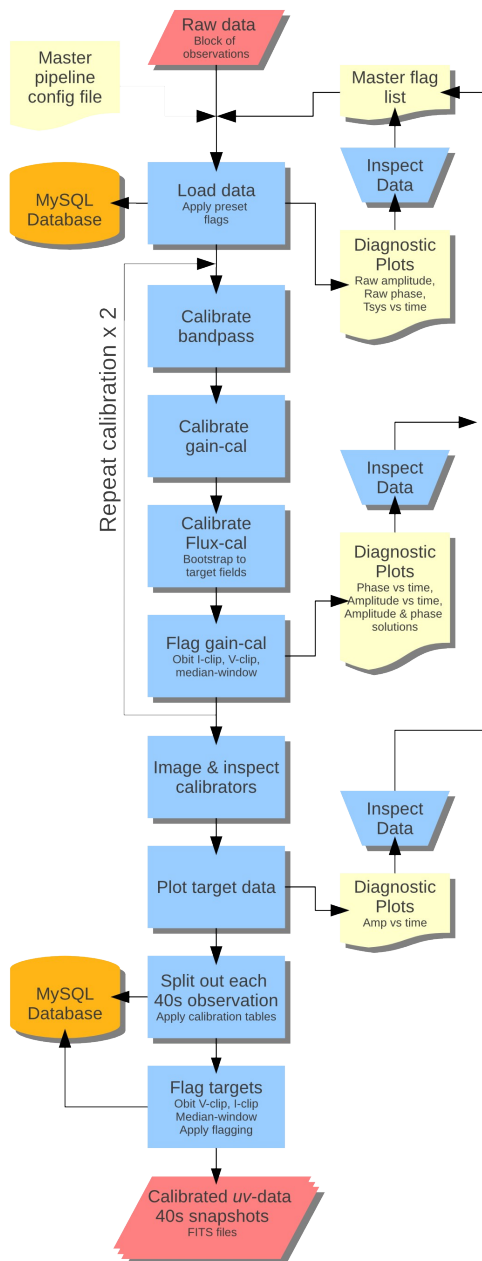 Raw data
Block of
observations
Master
pipeline
config file
Master flag
list
Inspect
Data
MySQL
Database
Load data
Apply preset
flags
Diagnostic
Plots
Raw amplitude,
Raw phase,
Tsys vs time
Repeat calibration x 2
Calibrate
bandpass
Calibrate
gain-cal
Inspect
Data
Calibrate
Flux-cal
Bootstrap to
target fields
Diagnostic
Plots
Phase vs time,
Amplitude vs time,
Amplitude & phase
solutions
Flag gain-cal
Obit I-clip, V-clip,
median-window
Image & inspect
calibrators
Inspect
Data
Plot target data
Diagnostic
Plots
Amp vs time
MySQL
Database
Split out each
40s observation
Apply calibration tables
Flag targets
Obit V-clip, I-clip
Median-window
Apply flagging
Calibrated uv-data
40s snapshots
FITS files